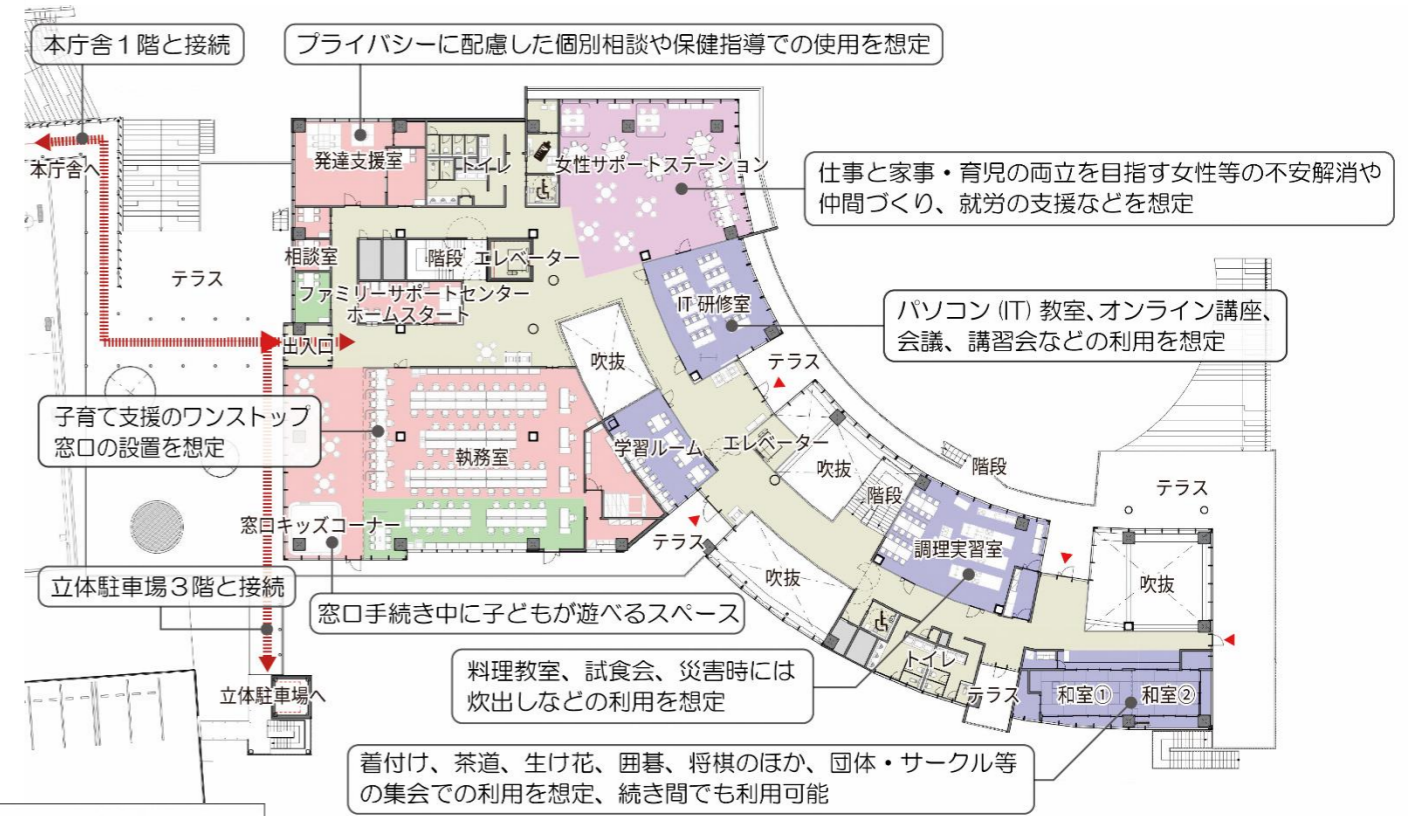 本庁舎１階と接続
プライバシーに配慮した個別相談や保健指導での使用を想定
本庁舎へ
発達支援室
トイレ
女性サポートステーション
仕事と家事・育児の両立を目指す女性等の不安解消や
仲間づくり、就労の支援などを想定
テラス
相談室
階段
エレベーター
ファミリーサポートセンター
ホームスタート
IT 研修室
パソコン (IT) 教室、オンライン講座、
会議、講習会などの利用を想定
出入口
吹抜
テラス
子育て支援のワンストップ
窓口の設置を想定
執務室
学習ルーム
エレベーター
吹抜
階段
階段
テラス
窓口キッズコーナー
テラス
調理実習室
立体駐車場３階と接続
吹抜
吹抜
窓口手続き中に子どもが遊べるスペース
料理教室、試食会、災害時には
炊出しなどの利用を想定
トイレ
立体駐車場へ
テラス
和室①
和室②
着付け、茶道、生け花、囲碁、将棋のほか、団体・サークル等
の集会での利用を想定、続き間でも利用可能